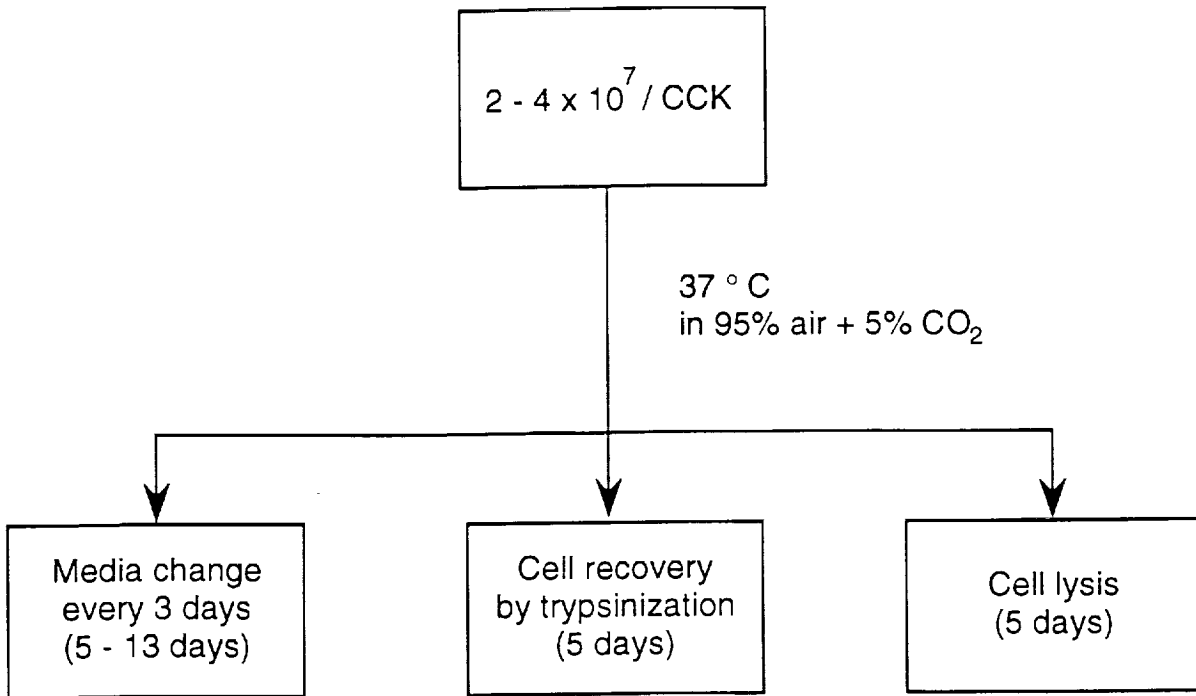 2 - 4 x 10⁷ / CCK
37 ° C
in 95% air + 5% CO₂
Media change
every 3 days
(5 - 13 days)
Cell recovery
by trypsinization
(5 days)
Cell lysis
(5 days)